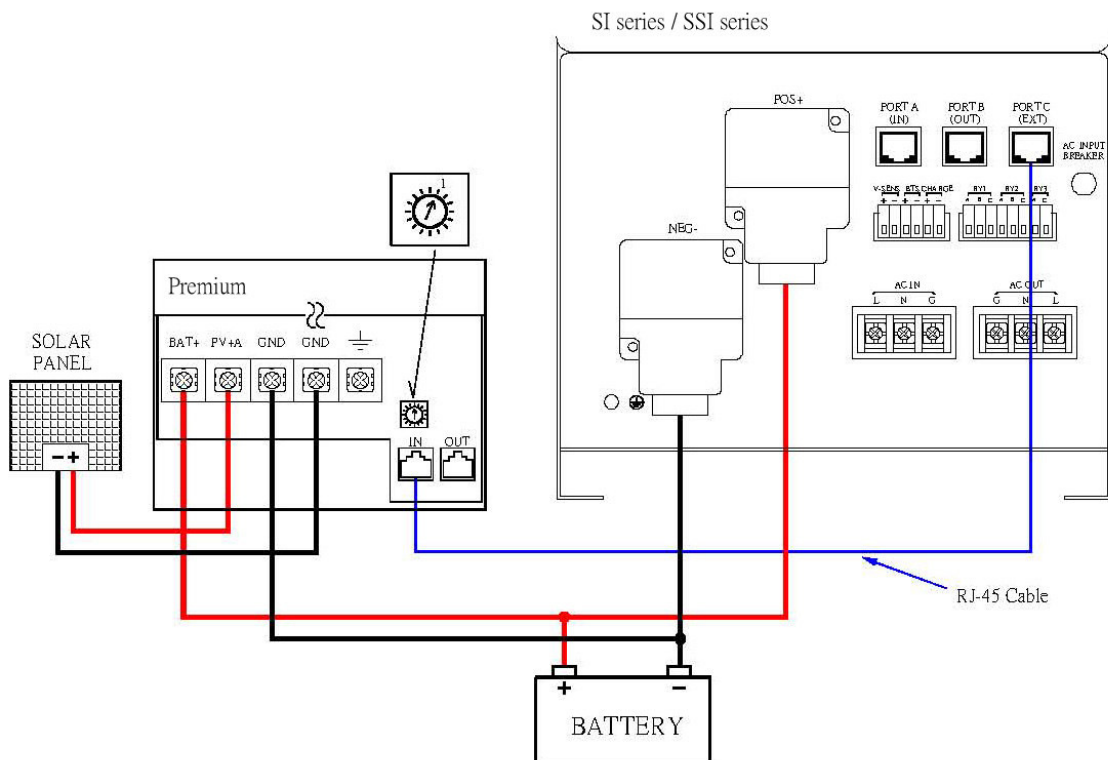 SI series / SSI series
POS+
PORT A
(IN)
PORT B
(OUT)
PORT C
(EXT)
AC INPUT
BREAKER
V-SENS BTS CHARGE
+ - + - + -
RY1 RY2 RY3
A B C A B C A C
NEG-
1
Premium
AC IN
L N G
AC OUT
G N L
SOLAR
PANEL
BAT+ PV+A GND GND
- +
IN OUT
RJ-45 Cable
+ -
BATTERY